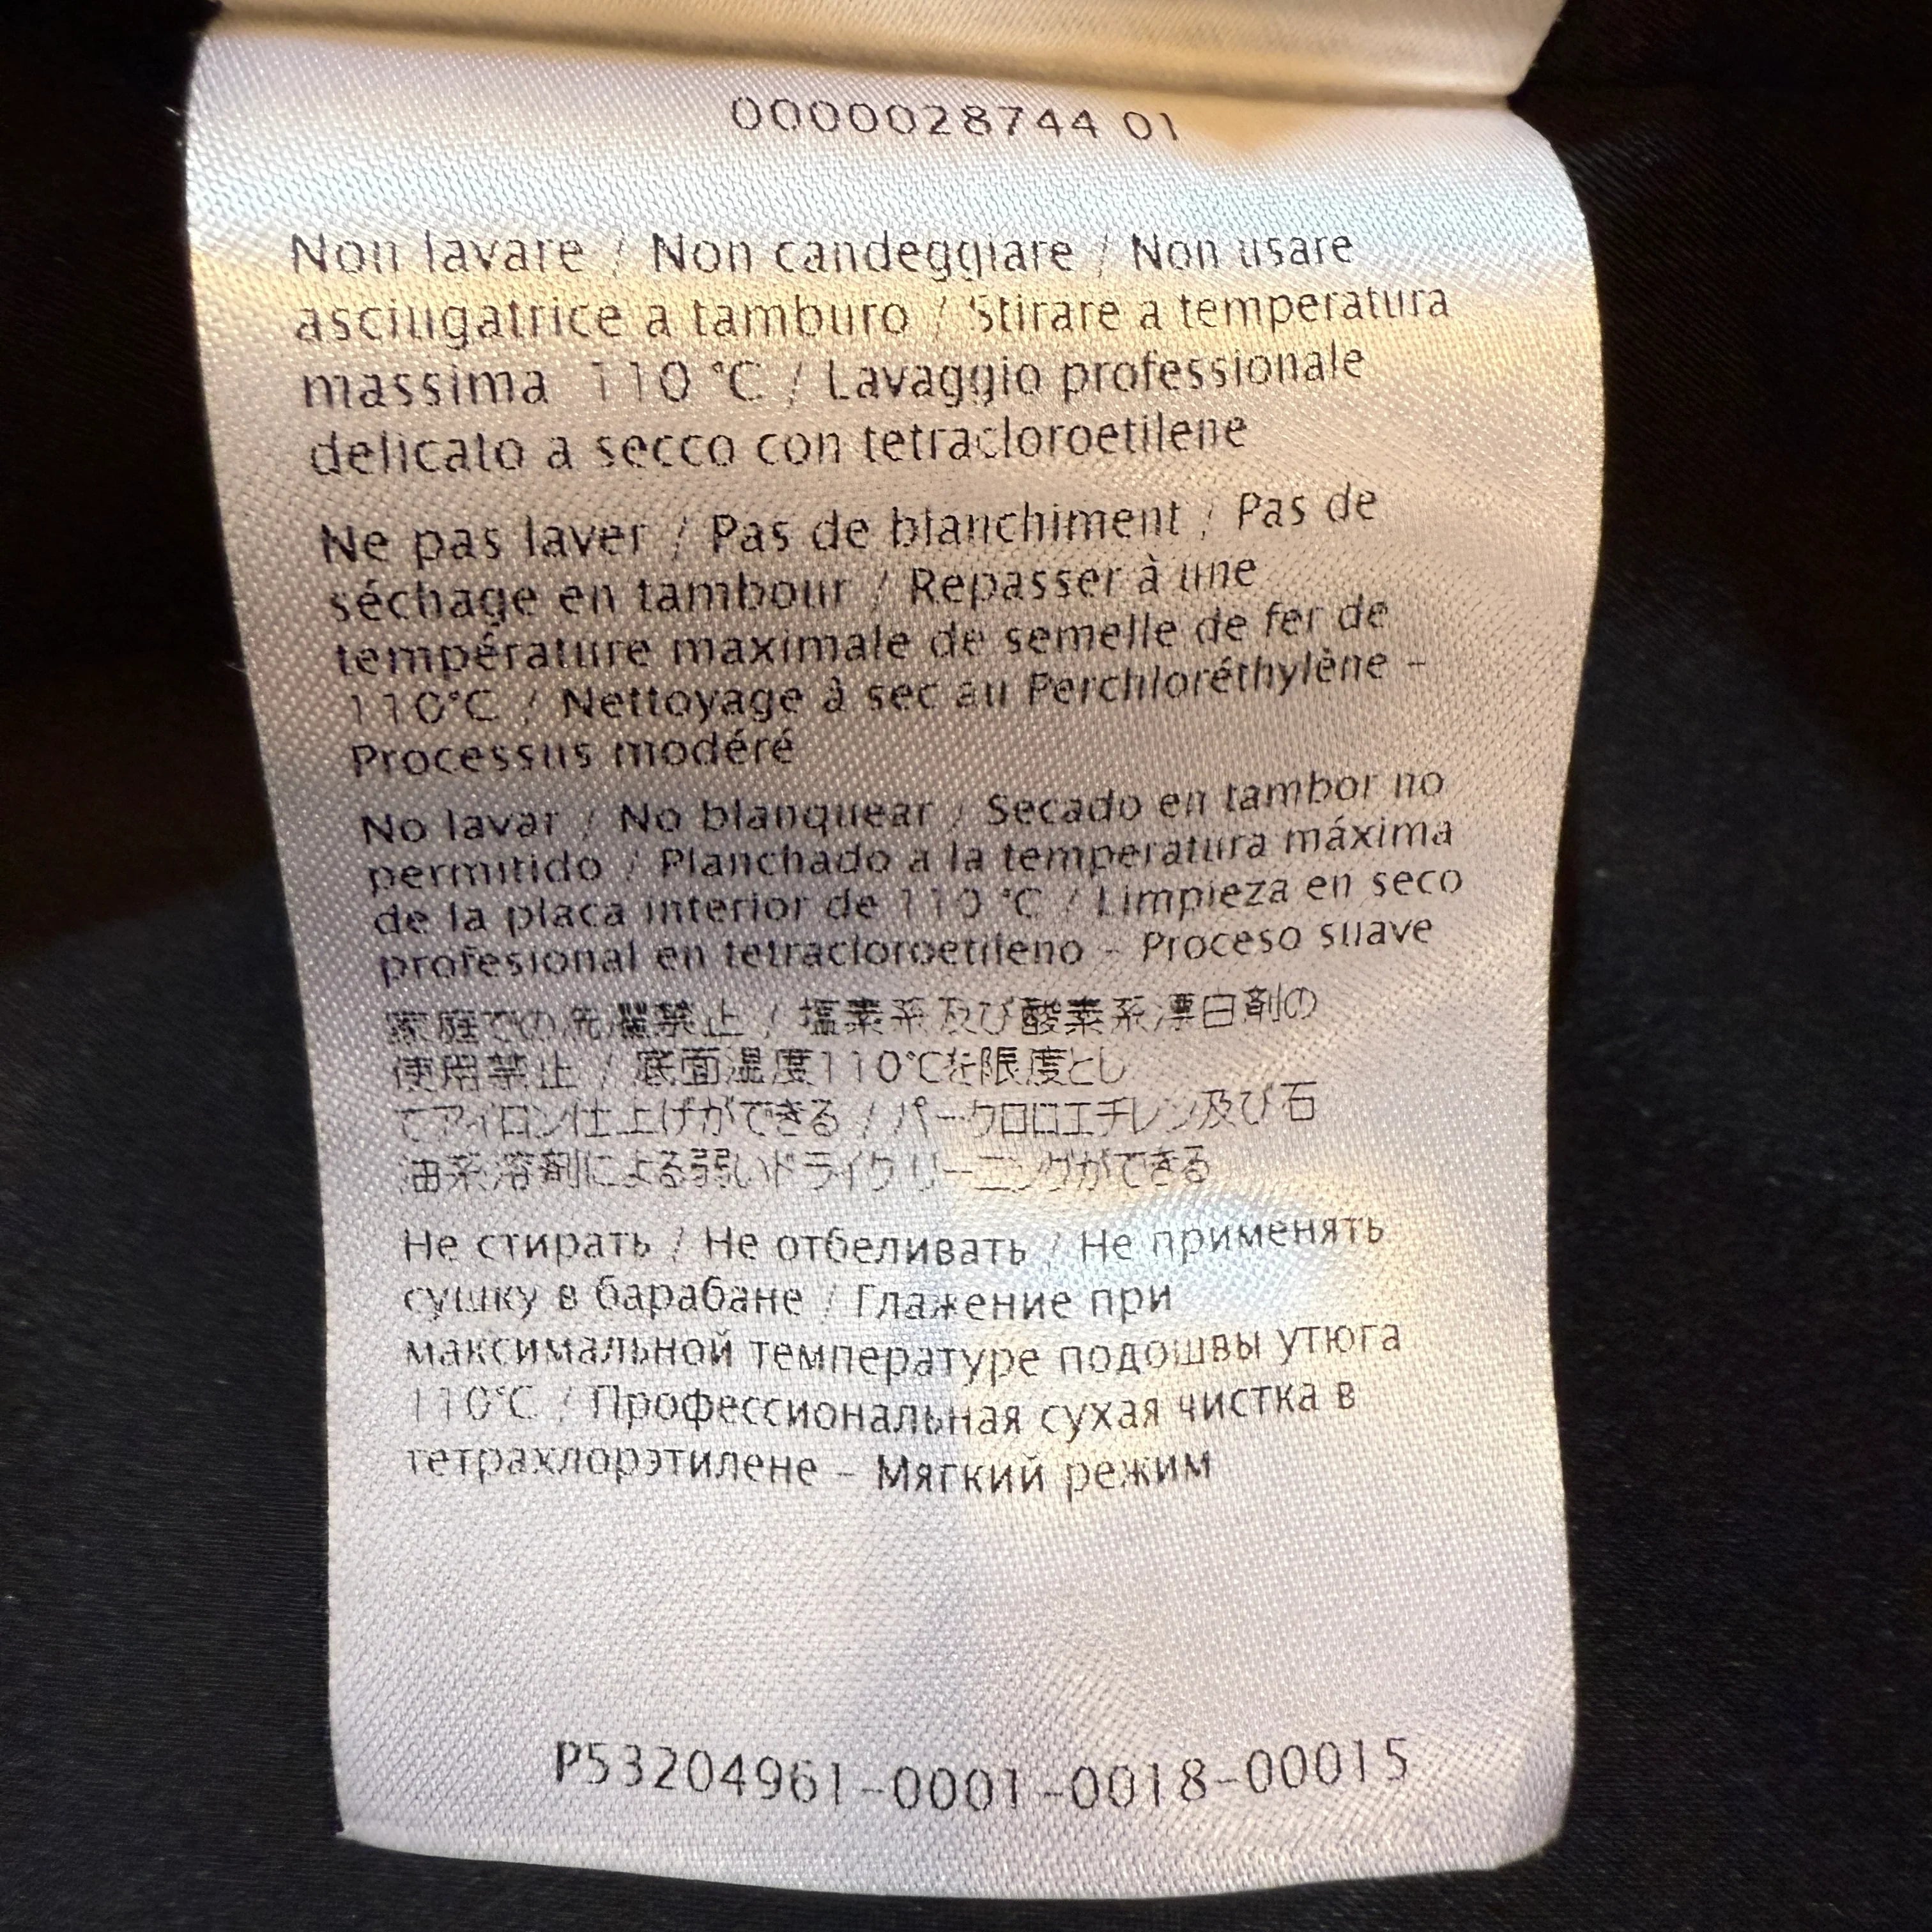 0000028744 01
Non lavare / Non candeggiare / Non usare
asciugatrice a tamburo / Stirare a temperatura
massima 110 °C / Lavaggio professionale
delicato a secco con tetracloroetilene
Ne pas laver / Pas de blanchiment / Pas de
séchage en tambour / Repasser à une
température maximale de semelle de fer de
110°C / Nettoyage à sec au Perchloréthylène –
Processus modéré
No lavar / No blanquear / Secado en tambor no
permitido / Planchado a la temperatura máxima
de la placa interior de 110 °C / Limpieza en seco
profesional en tetracloroetileno – Proceso suave
家庭での洗濯禁止 / 塩素系及び酸素系漂白剤の
使用禁止 / 底面温度110℃を限度とし
てアイロン仕上げができる / パークロロエチレン及び石
油系溶剤による弱いドライクリーニングができる
Не стирать / Не отбеливать / Не применять
сушку в барабане / Глажение при
максимальной температуре подошвы утюга
110°C / Профессиональная сухая чистка в
тетрахлорэтилене – Мягкий режим
P53204961-0001-0018-00015